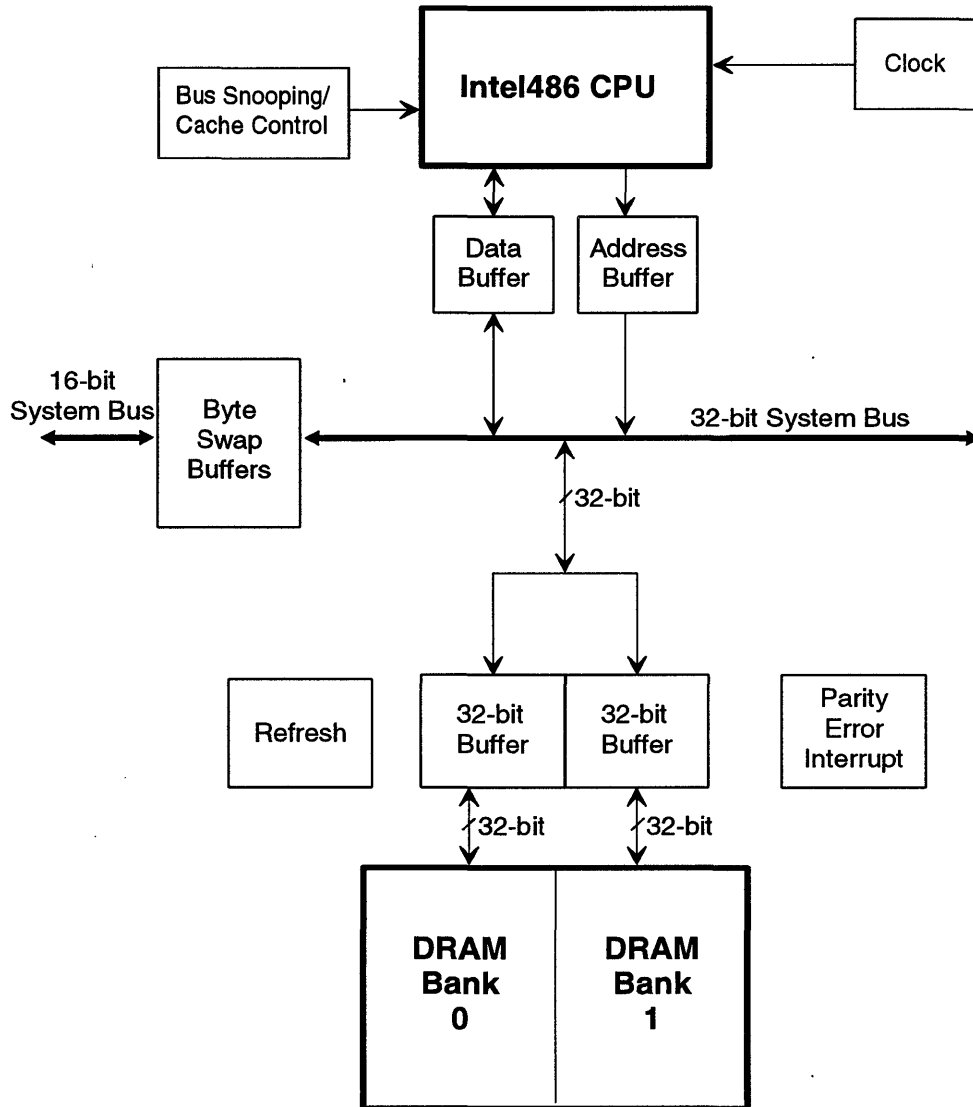 Intel486 CPU
Clock
Bus Snooping/
Cache Control
Data
Buffer
Address
Buffer
16-bit
System Bus
Byte
Swap
Buffers
32-bit System Bus
32-bit
Refresh
32-bit
Buffer
32-bit
Buffer
Parity
Error
Interrupt
32-bit
32-bit
DRAM
Bank
0
DRAM
Bank
1